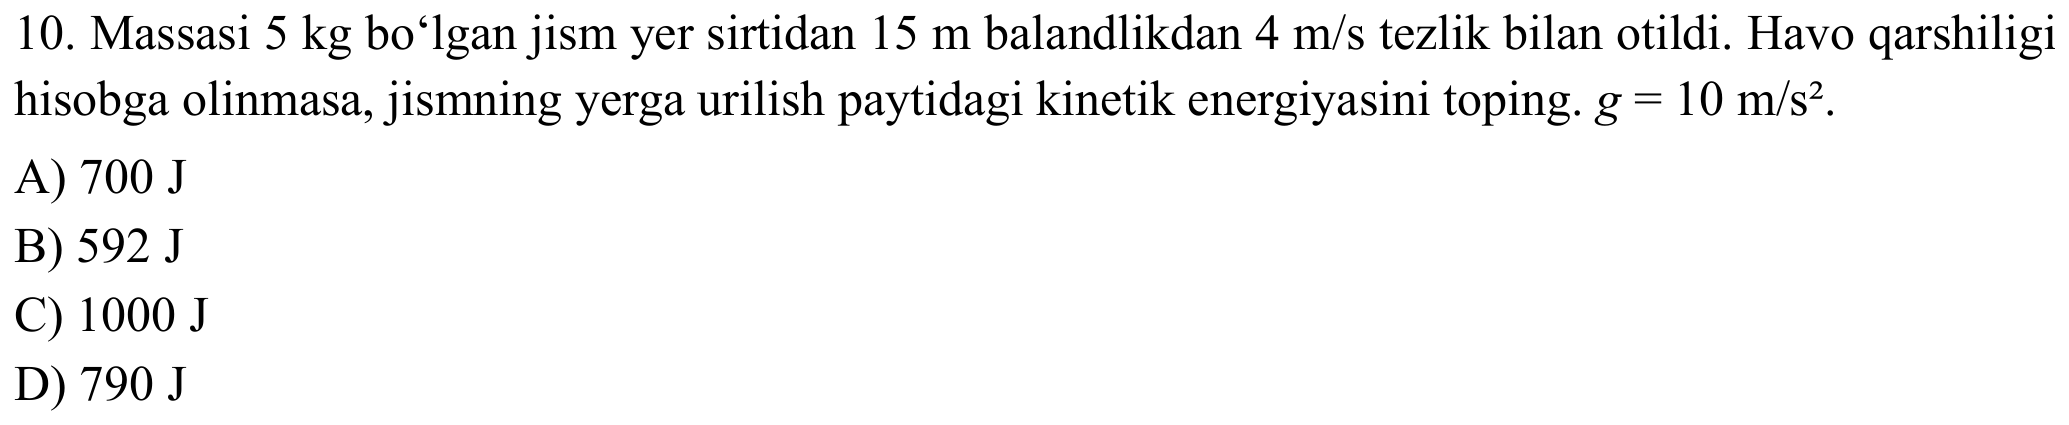 10. Massasi 5 kg bo‘lgan jism yer sirtidan 15 m balandlikdan 4 m/s tezlik bilan otildi. Havo qarshiligi
hisobga olinmasa, jismning yerga urilish paytidagi kinetik energiyasini toping. g = 10 m/s².
A) 700 J
B) 592 J
C) 1000 J
D) 790 J